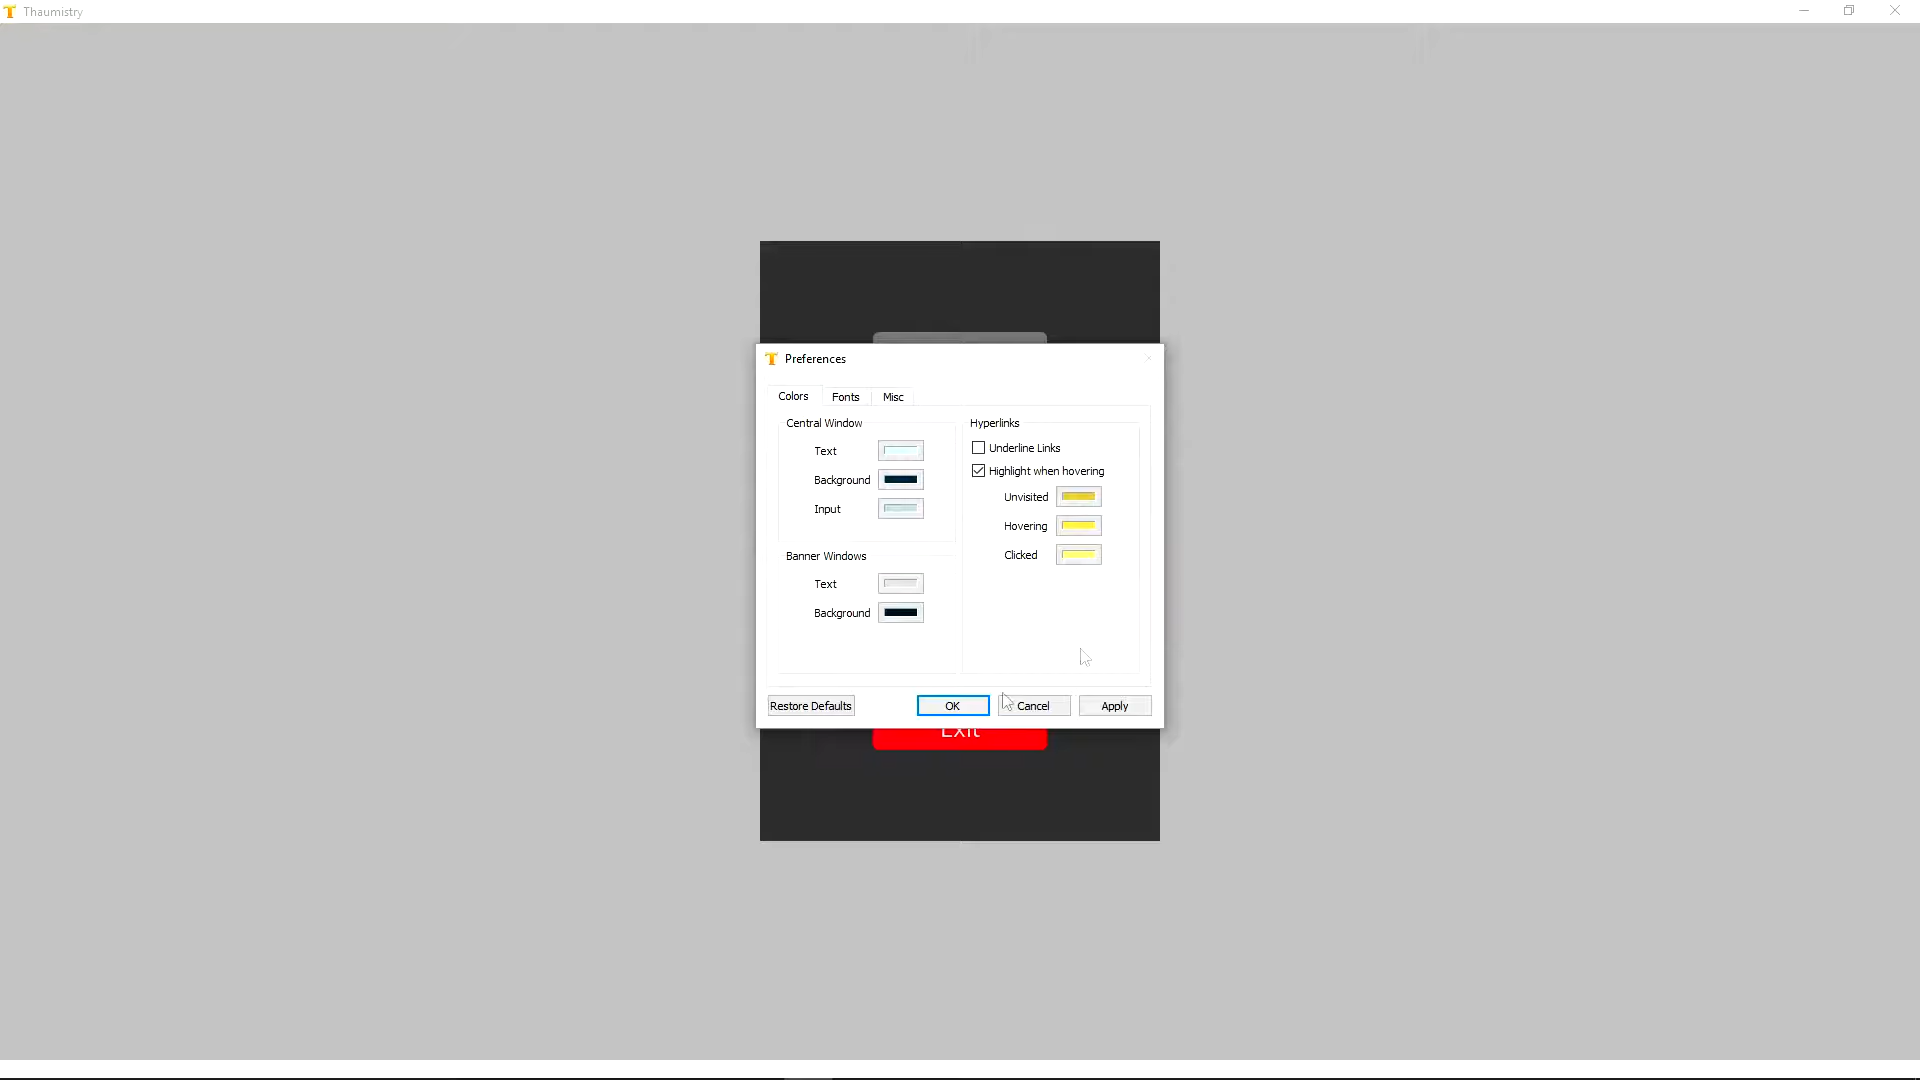 Thaumistry
Preferences
Colors Fonts Misc
Central Window
Text
Background
Input
Banner Windows
Text
Background
Hyperlinks
Underline Links
Highlight when hovering
Unvisited
Hovering
Clicked
Restore Defaults OK Cancel Apply
Exit